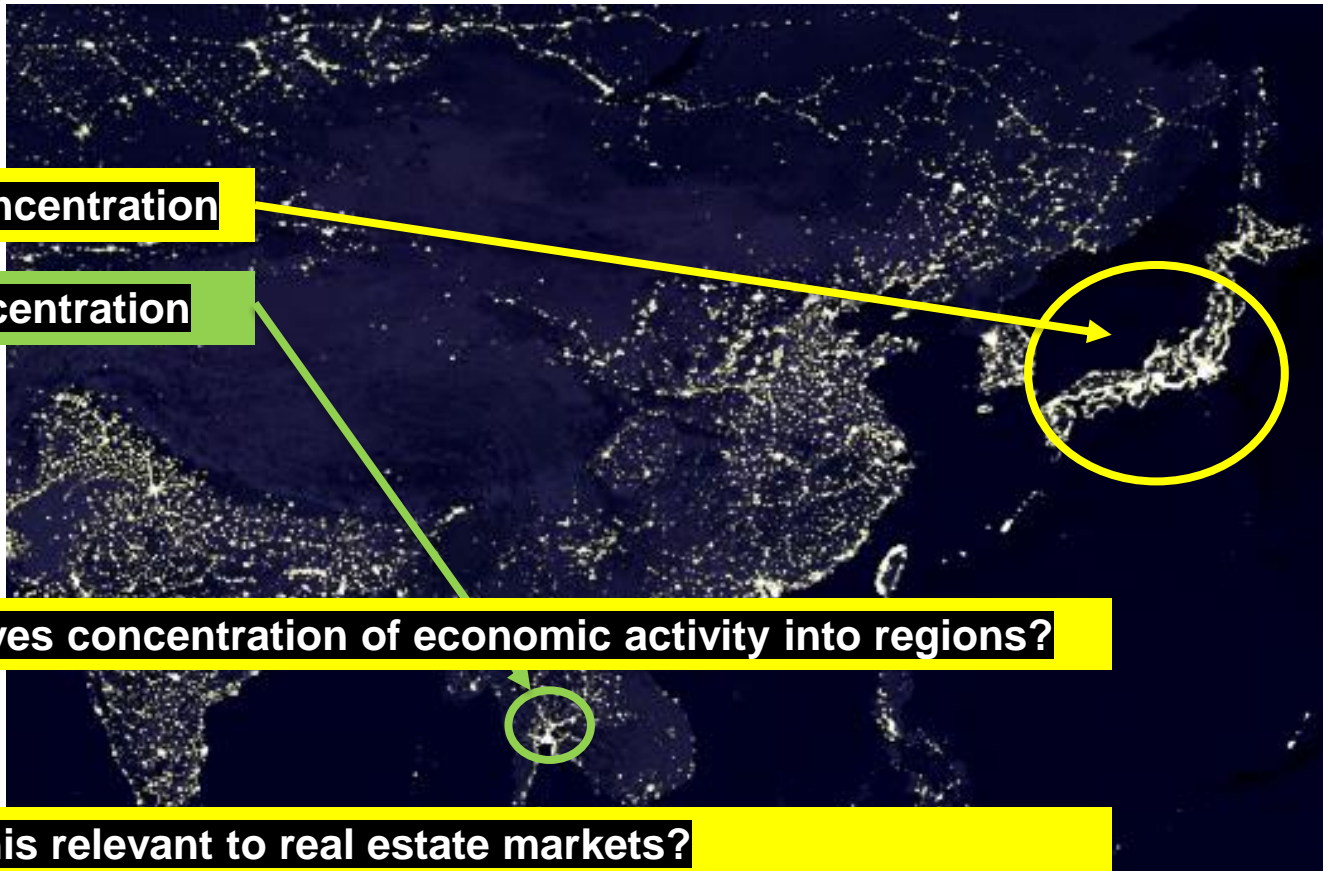 ncentration
centration
ves concentration of economic activity into regions?
is relevant to real estate markets?